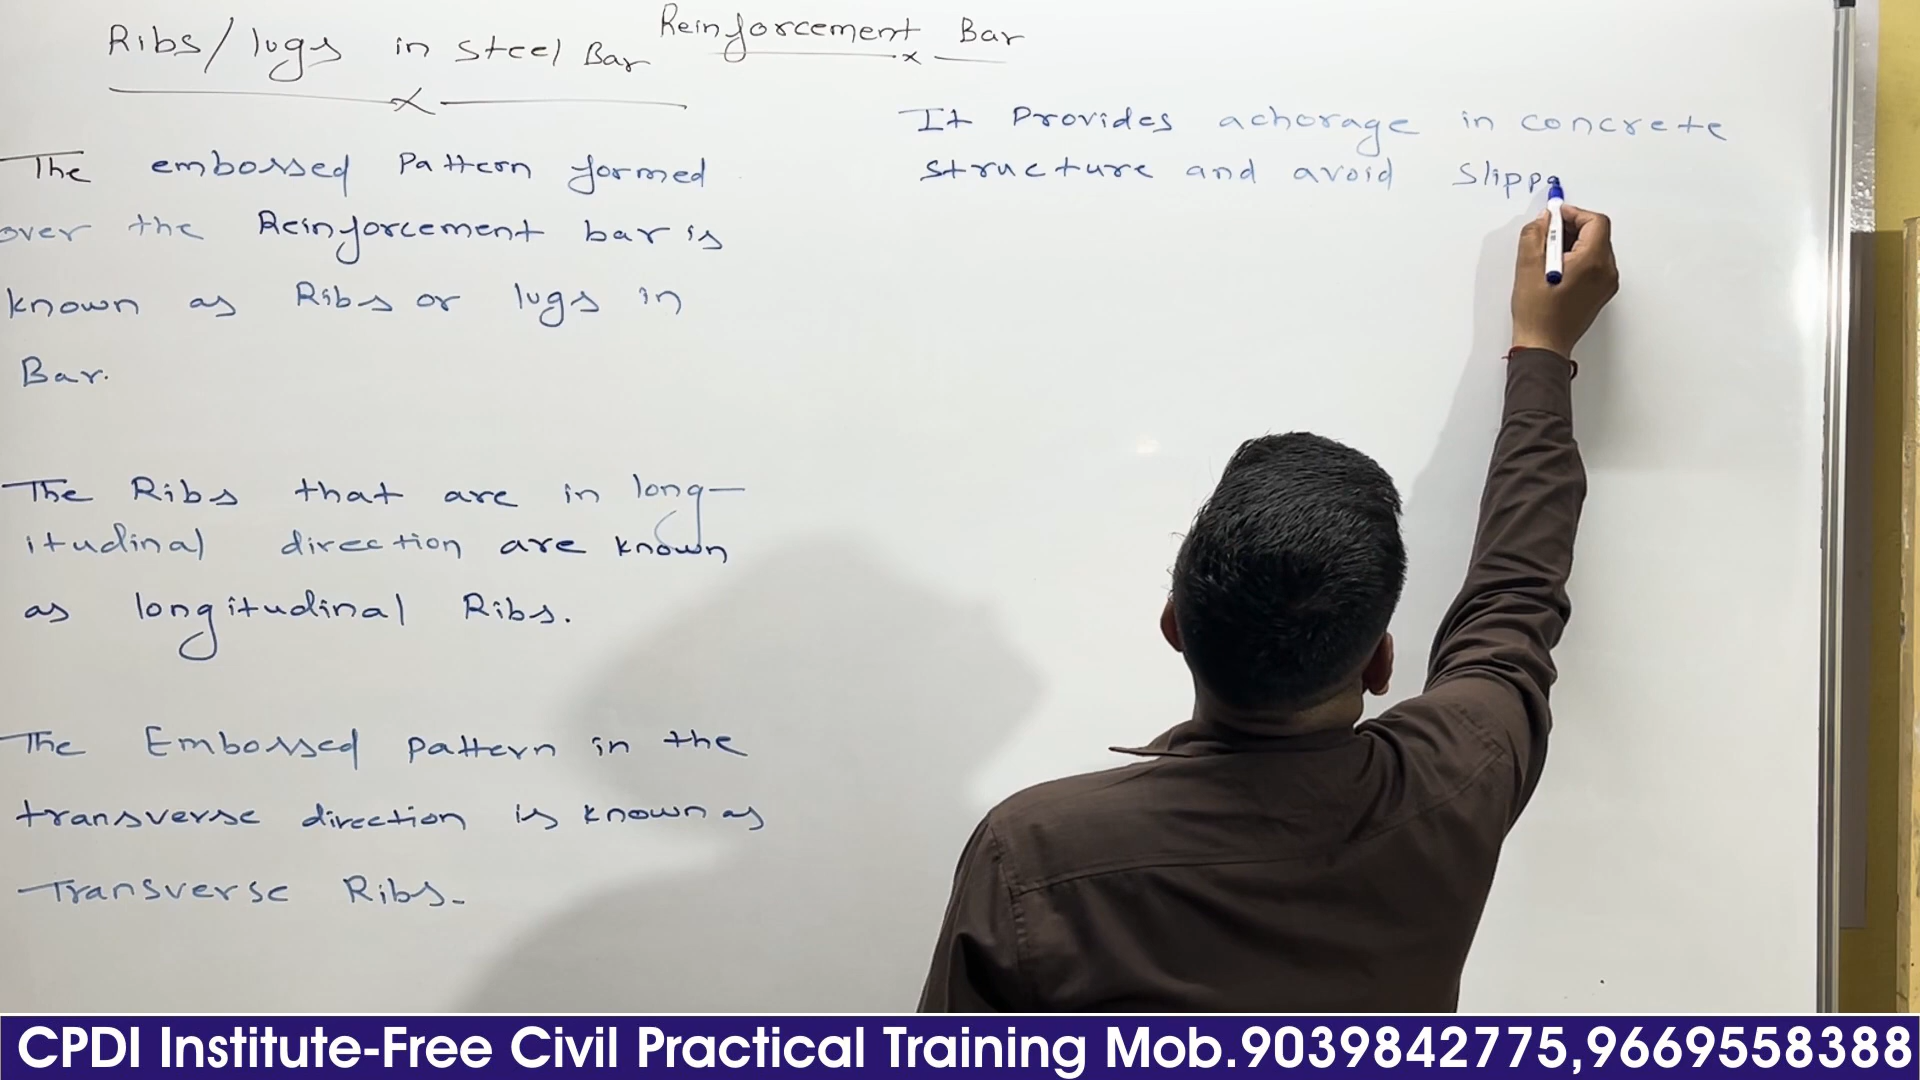 Ribs/lugs in steel Bar
Reinforcement Bar
The embossed Pattern formed
over the Reinforcement bar is
known as Ribs or lugs in
Bar.
The Ribs that are in long-
itudinal direction are known
as longitudinal Ribs.
The Embossed pattern in the
transverse direction is known as
Transverse Ribs.
It Provides achorage in concrete
structure and avoid Slippa
CPDI Institute-Free Civil Practical Training Mob.9039842775,9669558388